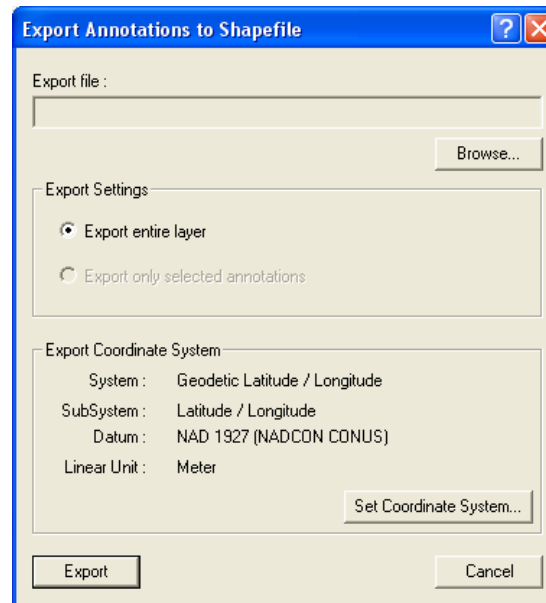 Export Annotations to Shapefile
Export file :
Browse...
Export Settings
Export entire layer
Export only selected annotations
Export Coordinate System
System : Geodetic Latitude / Longitude
SubSystem : Latitude / Longitude
Datum : NAD 1927 (NADCON CONUS)
Linear Unit : Meter
Set Coordinate System...
Export Cancel